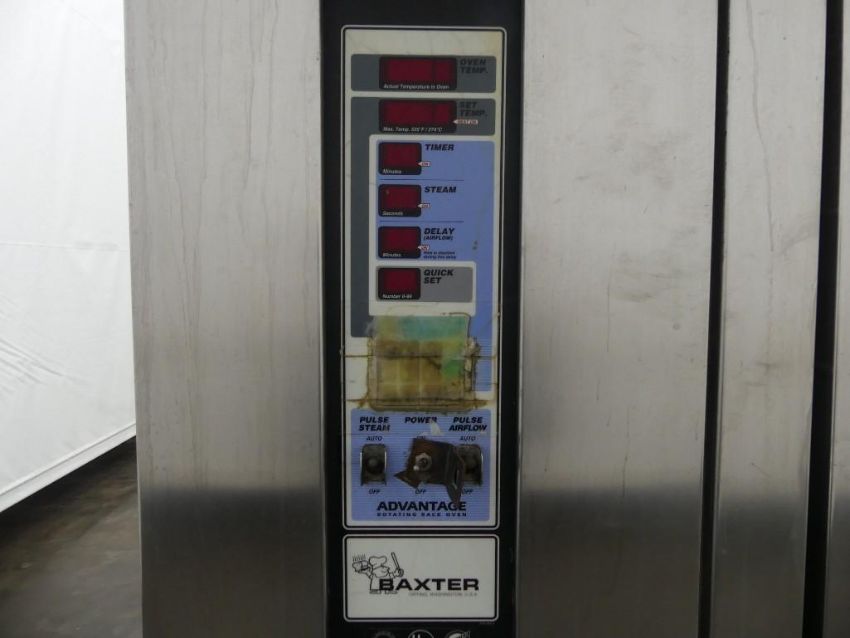 OVEN
TEMP.
Actual Temperature in Oven
SET
TEMP.
Max. Temp. 525°F / 274°C
TIMER
Minutes
STEAM
Seconds
DELAY
(AIRFLOW)
Minutes
QUICK
SET
Number 0-99
PULSE STEAM POWER PULSE AIRFLOW
AUTO AUTO
OFF OFF OFF
ADVANTAGE
ROTATING RACK OVEN
BAXTER
ORTING, WASHINGTON, U.S.A.